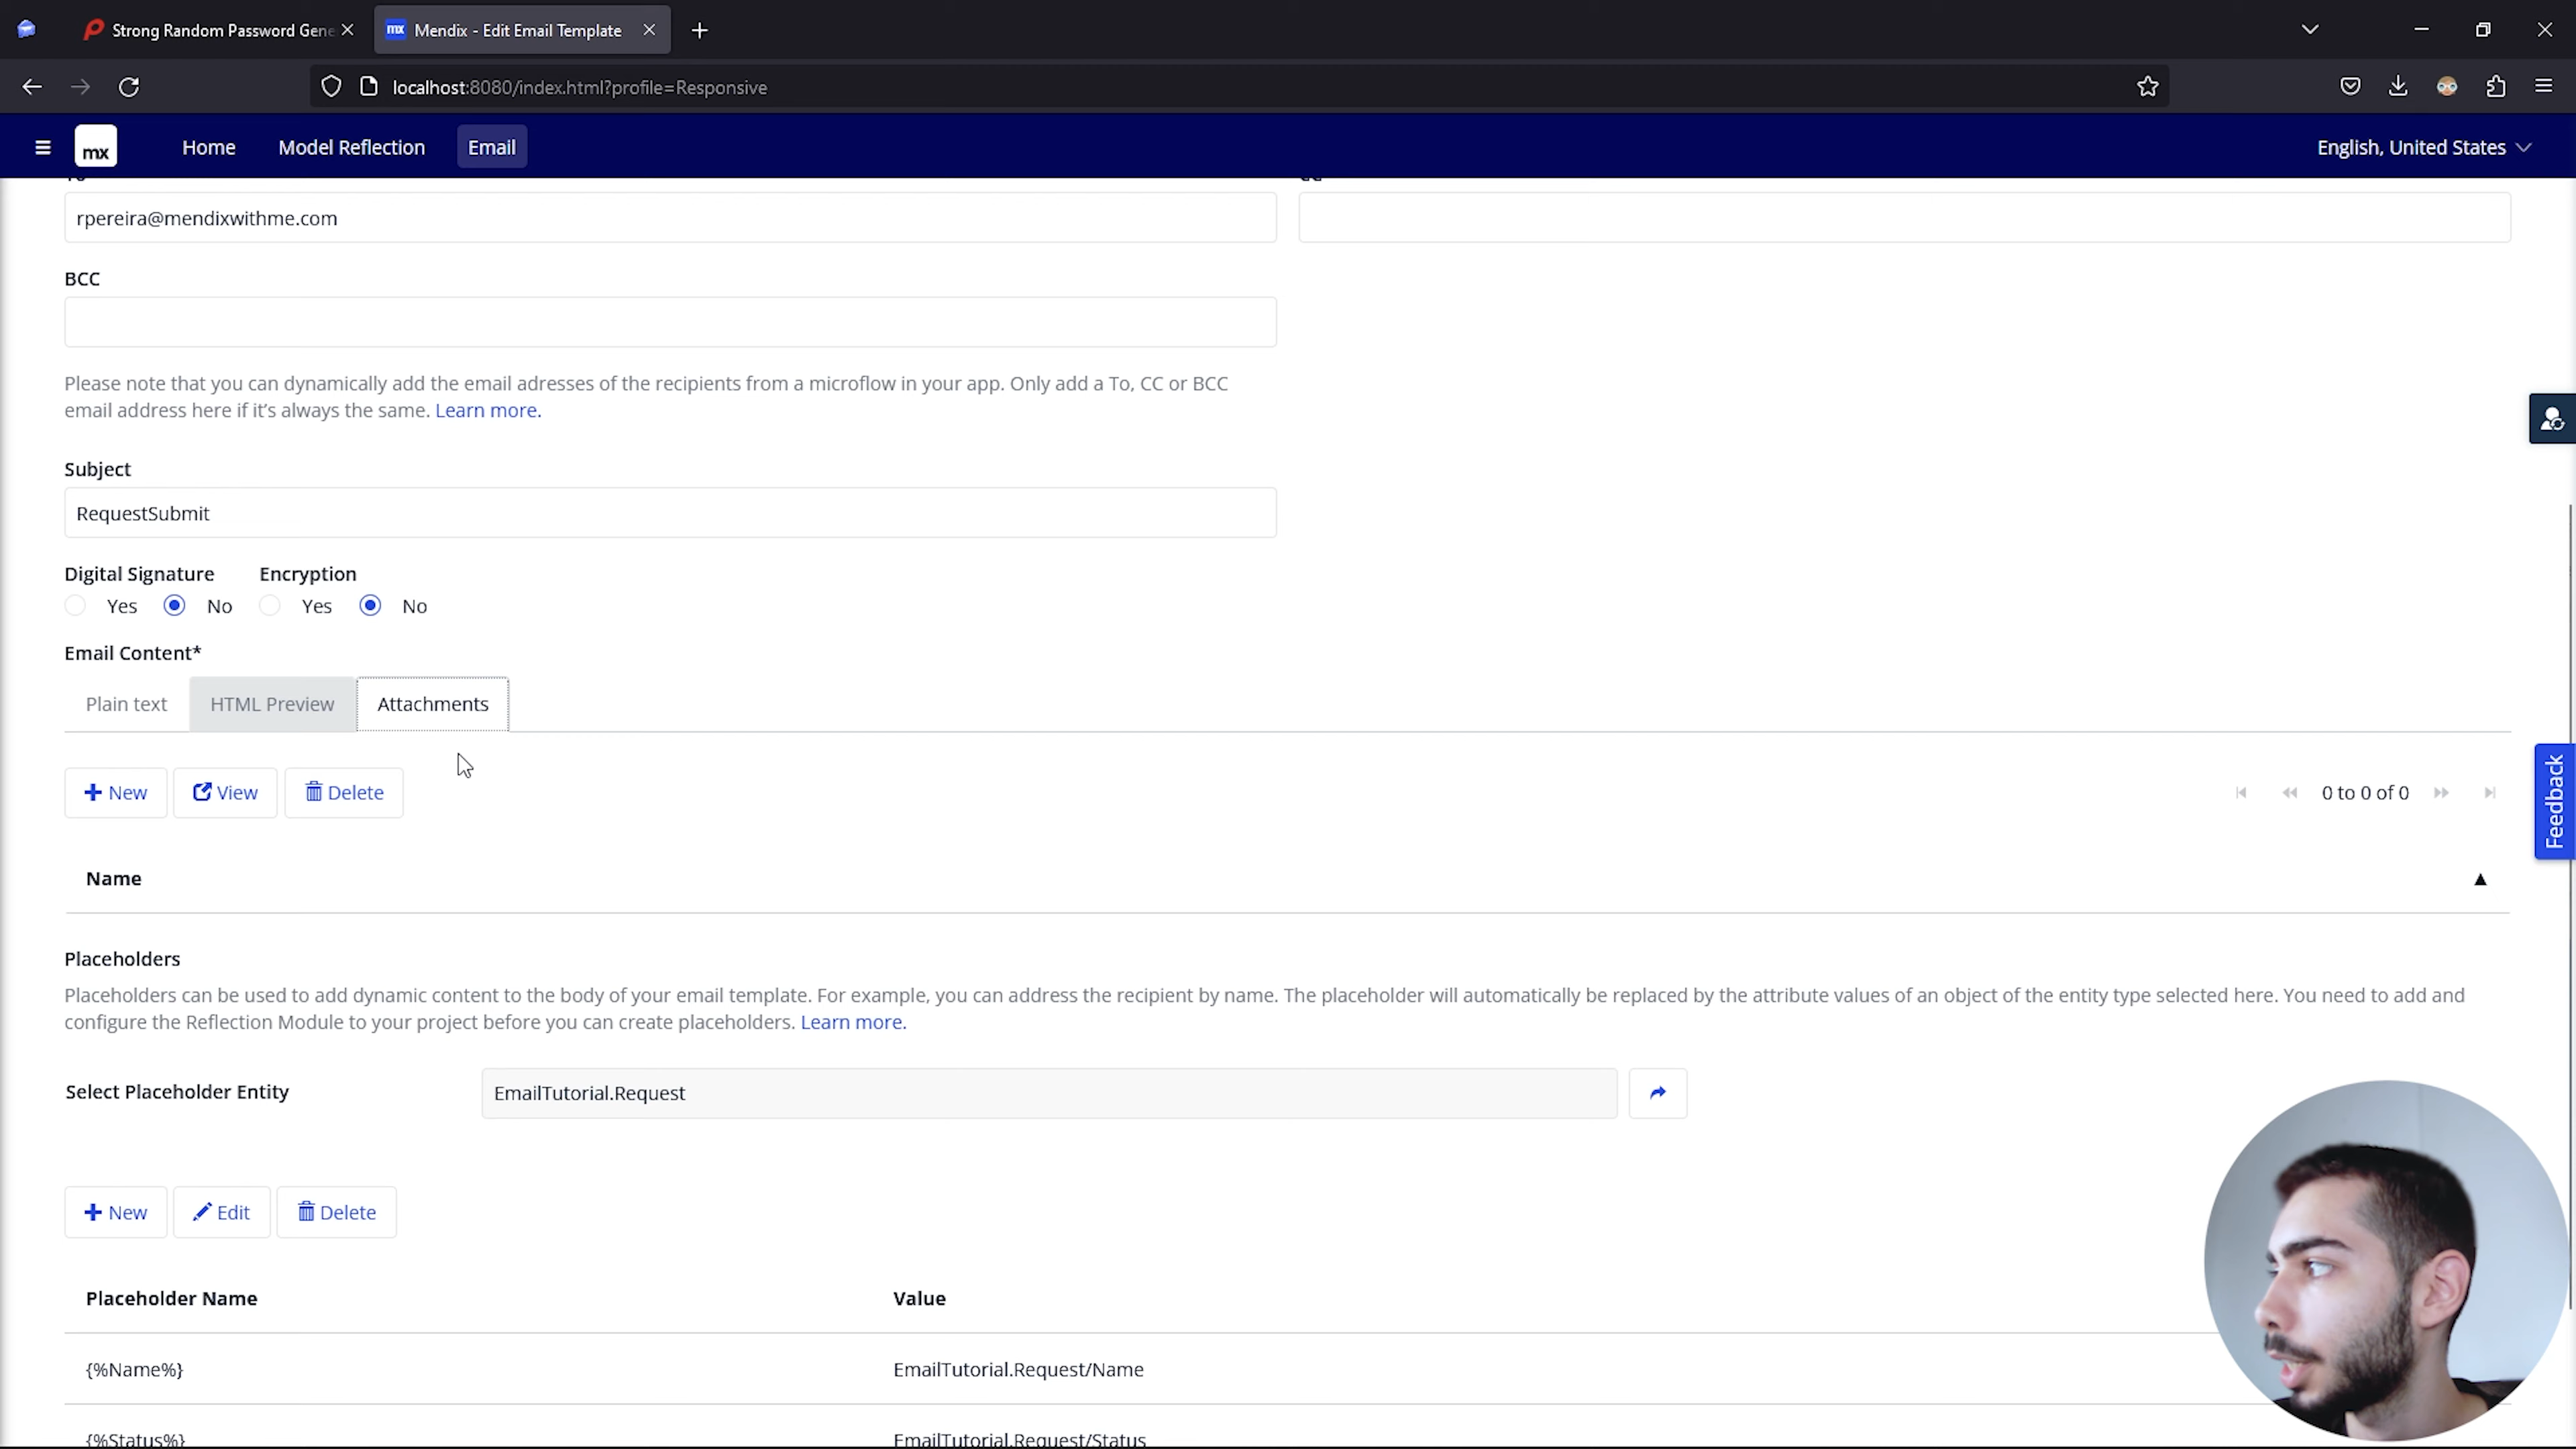 Strong Random Password Gene
mx Mendix - Edit Email Template
localhost:8080/index.html?profile=Responsive
mx Home Model Reflection Email English, United States
rpereira@mendixwithme.com
BCC
Please note that you can dynamically add the email adresses of the recipients from a microflow in your app. Only add a To, CC or BCC
email address here if it's always the same. Learn more.
Subject
RequestSubmit
Digital Signature Encryption
Yes No Yes No
Email Content*
Plain text HTML Preview Attachments
New View Delete 0 to 0 of 0
Feedback
Name
Placeholders
Placeholders can be used to add dynamic content to the body of your email template. For example, you can address the recipient by name. The placeholder will automatically be replaced by the attribute values of an object of the entity type selected here. You need to add and
configure the Reflection Module to your project before you can create placeholders. Learn more.
Select Placeholder Entity EmailTutorial.Request
New Edit Delete
Placeholder Name Value
{%Name%} EmailTutorial.Request/Name
{%Status%} EmailTutorial.Request/Status